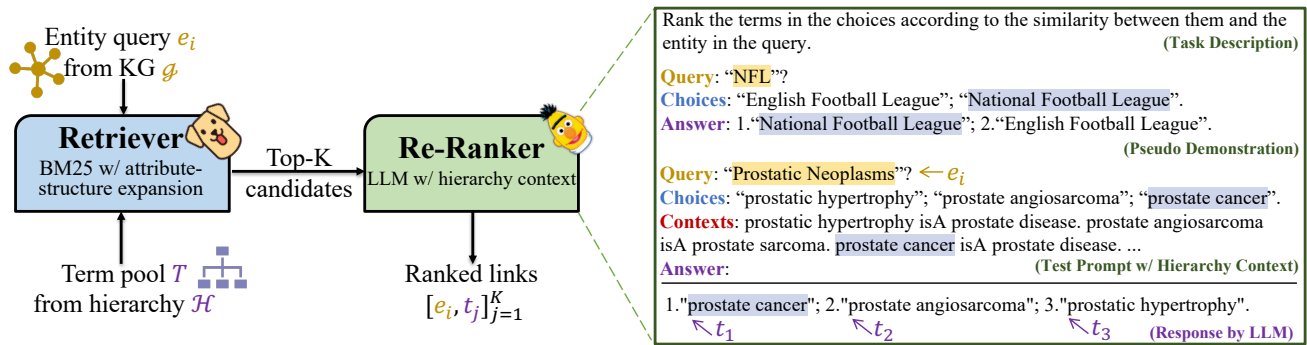 Entity query e_i
from KG 𝒢
Retriever
BM25 w/ attribute-
structure expansion
Term pool T
from hierarchy ℋ
Top-K
candidates
Re-Ranker
LLM w/ hierarchy context
Ranked links
[e_i, t_j]_{j=1}^{K}
Rank the terms in the choices according to the similarity between them and the
entity in the query.
(Task Description)
Query: “NFL”?
Choices: “English Football League”; “National Football League”.
Answer: 1.“National Football League”; 2.“English Football League”.
(Pseudo Demonstration)
Query: “Prostatic Neoplasms”? ← e_i
Choices: “prostatic hypertrophy”; “prostate angiosarcoma”; “prostate cancer”.
Contexts: prostatic hypertrophy isA prostate disease. prostate angiosarcoma
isA prostate sarcoma. prostate cancer isA prostate disease. ...
Answer:
(Test Prompt w/ Hierarchy Context)
1."prostate cancer"; 2."prostate angiosarcoma"; 3."prostatic hypertrophy".
t_1 t_2 t_3
(Response by LLM)